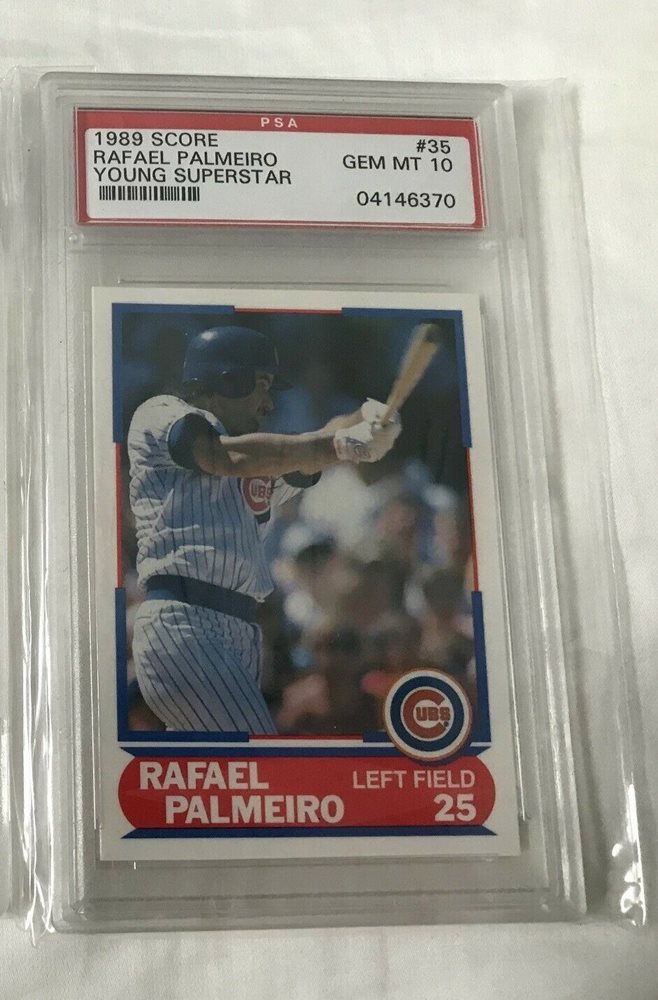 PSA
1989 SCORE #35
RAFAEL PALMEIRO GEM MT 10
YOUNG SUPERSTAR
04146370
CUBS
CUBS
RAFAEL LEFT FIELD
PALMEIRO 25